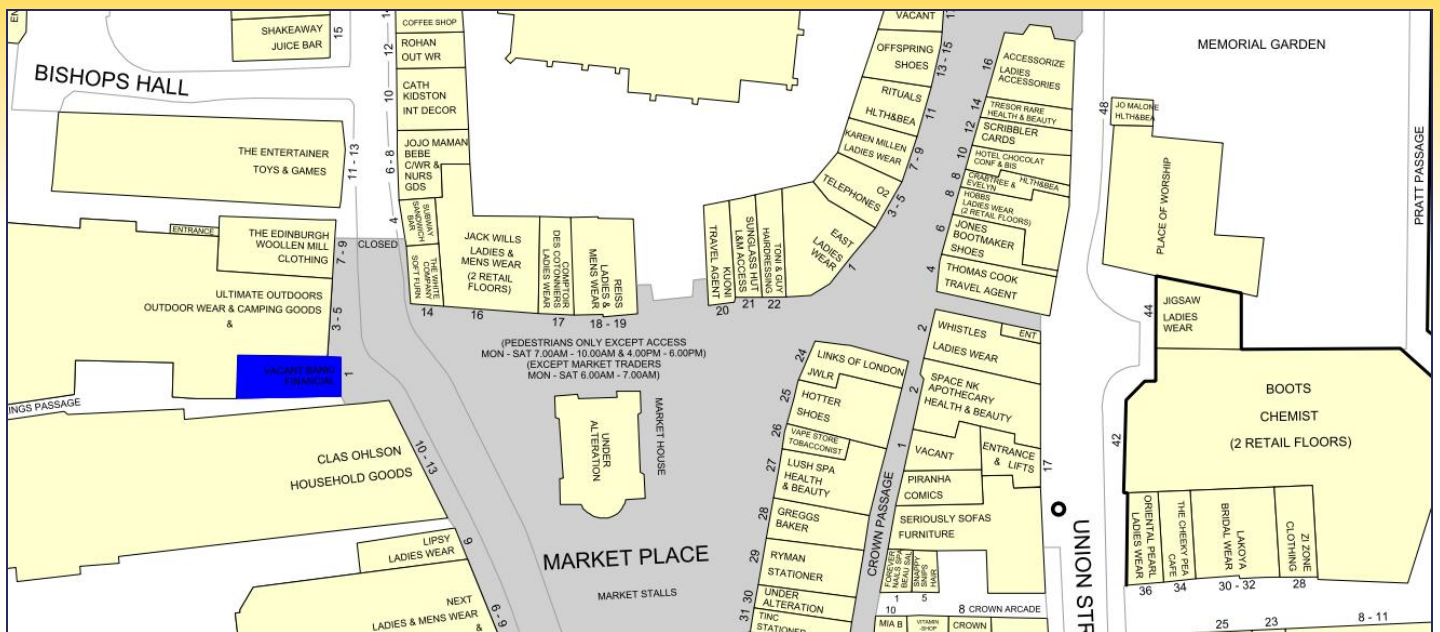 EN
SHAKEAWAY
JUICE BAR
15
BISHOPS HALL
THE ENTERTAINER
TOYS & GAMES
11 - 13
ENTRANCE
THE EDINBURGH
WOOLLEN MILL
CLOTHING
7 - 9
CLOSED
ULTIMATE OUTDOORS
OUTDOOR WEAR & CAMPING GOODS
&
3 - 5
VACANT BANK/
FINANCIAL
1
INGS PASSAGE
CLAS OHLSON
HOUSEHOLD GOODS
10 - 13
LIPSY
LADIES WEAR
9
NEXT
LADIES & MENS WEAR
&
6 - 9
14
COFFEE SHOP
12
ROHAN
OUT WR
10
CATH
KIDSTON
INT DECOR
6 - 8
JOJO MAMAN
BEBE
C/WR &
NURS
GDS
4
SUBWAY
SANDWICH
BAR
THE WHITE
COMPANY
SOFT FURN
14
JACK WILLS
LADIES &
MENS WEAR
(2 RETAIL
FLOORS)
16
COMPTOIR
DES COTONNIERS
LADIES WEAR
17
REISS
LADIES &
MENS WEAR
18 - 19
(PEDESTRIANS ONLY EXCEPT ACCESS
MON - SAT 7.00AM - 10.00AM & 4.00PM - 6.00PM)
(EXCEPT MARKET TRADERS
MON - SAT 6.00AM - 7.00AM)
UNDER
ALTERATION
MARKET HOUSE
MARKET PLACE
MARKET STALLS
KUONI
TRAVEL AGENT
20
SUNGLASS HUT
L&M ACCESS
21
TONI & GUY
HAIRDRESSING
22
EAST
LADIES
WEAR
1
O2
TELEPHONES
3 - 5
KAREN MILLEN
LADIES WEAR
7 - 9
RITUALS
HLTH&BEA
11
OFFSPRING
SHOES
13 - 15
VACANT
17
16
ACCESSORIZE
LADIES
ACCESSORIES
14
TRESOR RARE
HEALTH & BEAUTY
12
SCRIBBLER
CARDS
10
HOTEL CHOCOLAT
CONF & BIS
8
CRABTREE &
EVELYN
HLTH&BEA
8
HOBBS
LADIES WEAR
(2 RETAIL FLOORS)
6
JONES
BOOTMAKER
SHOES
4
THOMAS COOK
TRAVEL AGENT
2
WHISTLES
LADIES WEAR
ENT
24
LINKS OF LONDON
JWLR
2
SPACE NK
APOTHECARY
HEALTH & BEAUTY
25
HOTTER
SHOES
26
VAPE STORE
TOBACCONIST
1
VACANT
ENTRANCE
& LIFTS
17
27
LUSH SPA
HEALTH
& BEAUTY
PIRANHA
COMICS
28
GREGGS
BAKER
CROWN PASSAGE
SERIOUSLY SOFAS
FURNITURE
29
RYMAN
STATIONER
FOREVER
NAILS SPA
BEAU SAL
1
SNAPPY
SNIPS
HAIR
5
30
UNDER
ALTERATION
31
TINC
STATIONER
10
8 CROWN ARCADE
MIA B
VITAMIN
-SHOP
CROWN
UNION STR
MEMORIAL GARDEN
48
JO MALONE
HLTH&BEA
PLACE OF WORSHIP
PRATT PASSAGE
44
JIGSAW
LADIES
WEAR
42
BOOTS
CHEMIST
(2 RETAIL FLOORS)
ORIENTAL PEARL
LADIES WEAR
36
THE CHEEKY PEA
CAFE
34
LAKOYA
BRIDAL WEAR
30 - 32
ZI ZONE
CLOTHING
28
25
23
8 - 11